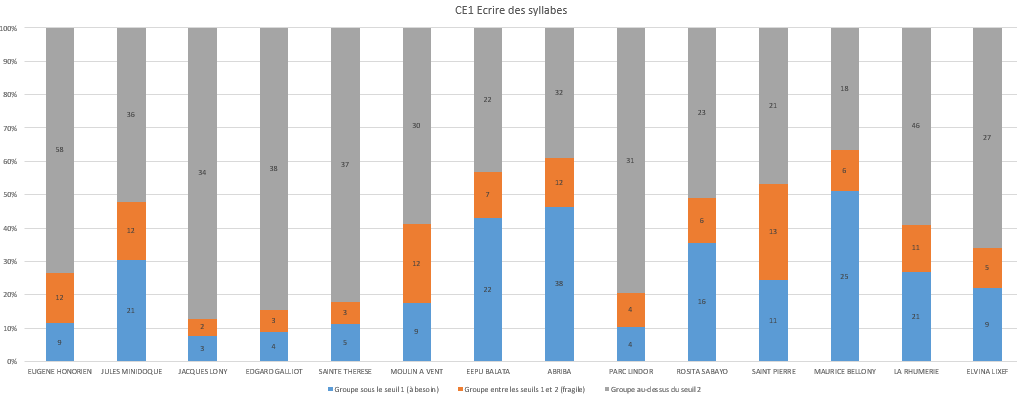 CE1 Ecrire des syllabes
100%
90%
80%
70%
60%
50%
40%
30%
20%
10%
0%
58 36 34 38 37 30 22 32 31 23 21 18 46 27
12 12 2 3 3 12 7 12 4 6 13 6 11 5
9 21 3 4 5 9 22 38 4 16 11 25 21 9
EUGENE HONORIEN JULES MINIDOQUE JACQUES LONY EDGARD GALLIOT SAINTE THERESE MOULIN A VENT EEPU BALATA ABRIBA PARC LINDOR ROSITA SABAYO SAINT PIERRE MAURICE BELLONY LA RHUMERIE ELVINA LIXEF
Groupe sous le seuil 1 (à besoin) Groupe entre les seuils 1 et 2 (fragile) Groupe au-dessus du seuil 2